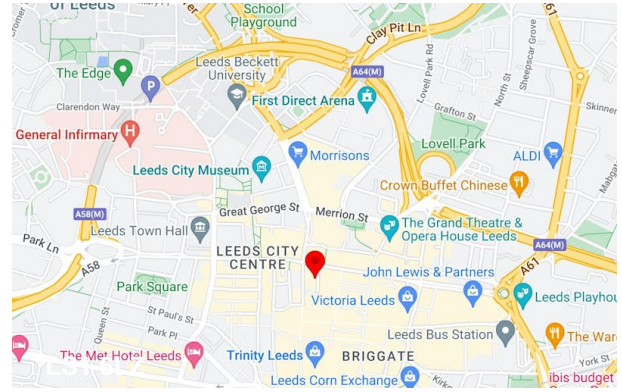 of Leeds
School
Playground
Clay Pit Ln
A61
The Edge
Leeds Beckett
University
A64(M)
Lovell Park Rd
North St
Sheepscar Grove
P
Clarendon Way
First Direct Arena
Grafton St
Skinner
General Infirmary
H
Morrisons
Lovell Park
ALDI
Leeds City Museum
Crown Buffet Chinese
Mabga
A58(M)
Great George St
Merrion St
Leeds Town Hall
The Grand Theatre &
Opera House Leeds
Park Ln
A58
LEEDS CITY
CENTRE
A64(M)
A61
John Lewis & Partners
Park Square
Victoria Leeds
Leeds Playhou
St Paul's St
Queen St
Park Pl
Leeds Bus Station
The Ware
The Met Hotel Leeds
Trinity Leeds
BRIGGATE
Kirkga
Leeds Corn Exchange
ibis budget